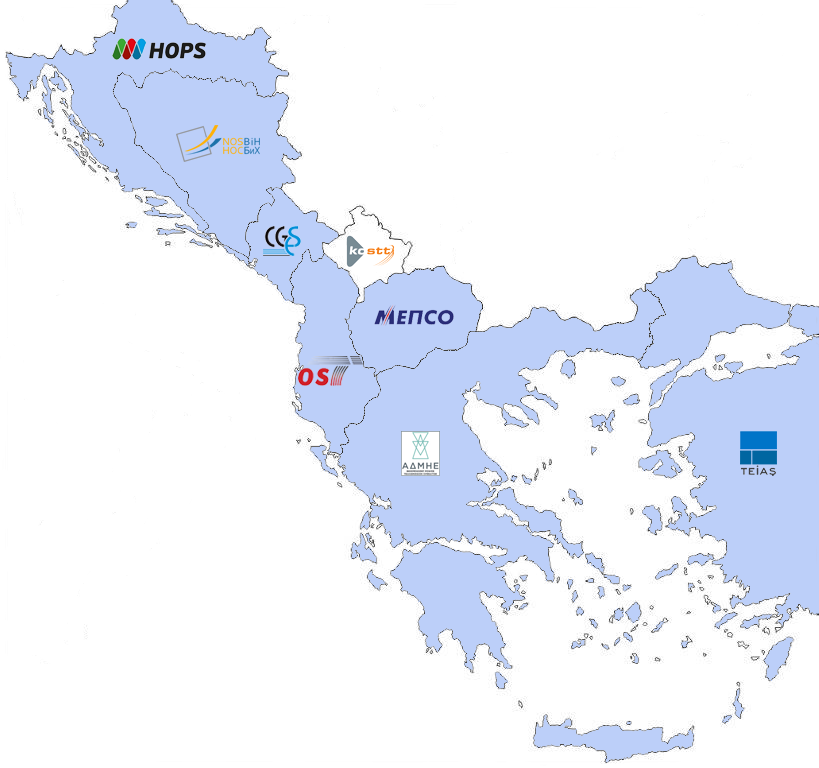 HOPS
NOSBiH
НОСБиХ
CGES
kostt
МЕПСО
OST
ΑΔΜΗΕ
TEİAŞ